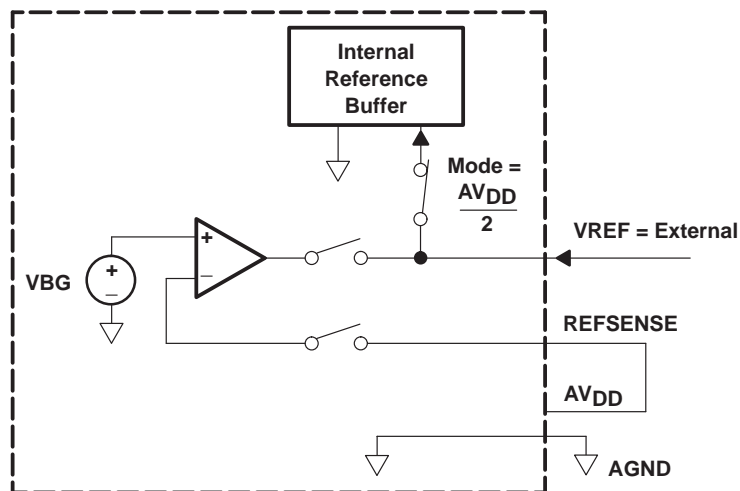 Internal
Reference
Buffer
Mode =
AVDD
2
VREF = External
+
−
+
−
VBG
REFSENSE
AVDD
AGND